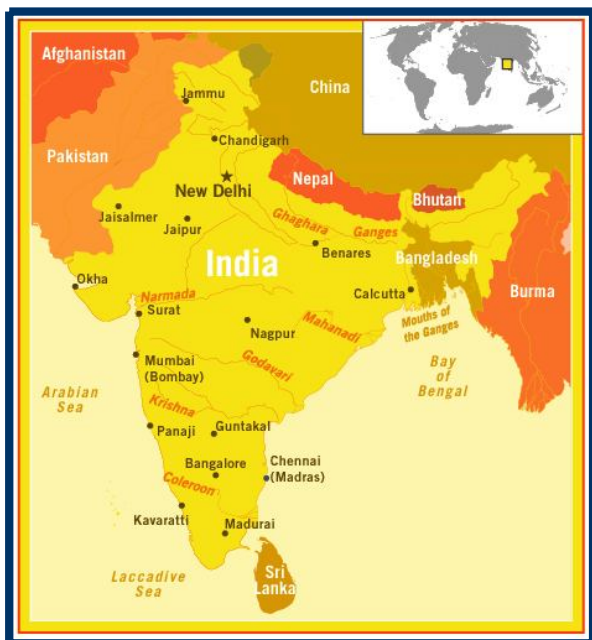 Afghanistan
China
Jammu
Pakistan
Chandigarh
New Delhi
Nepal
Bhutan
Jaisalmer
Jaipur
Ghaghara
Ganges
Benares
Bangladesh
India
Okha
Narmada
Surat
Calcutta
Burma
Mouths of
the Ganges
Nagpur
Mahanadi
Mumbai
(Bombay)
Godavari
Bay
of
Bengal
Arabian
Sea
Krishna
Panaji
Guntakal
Bangalore
Chennai
(Madras)
Coleroon
Kavaratti
Madurai
Laccadive
Sea
Sri
Lanka